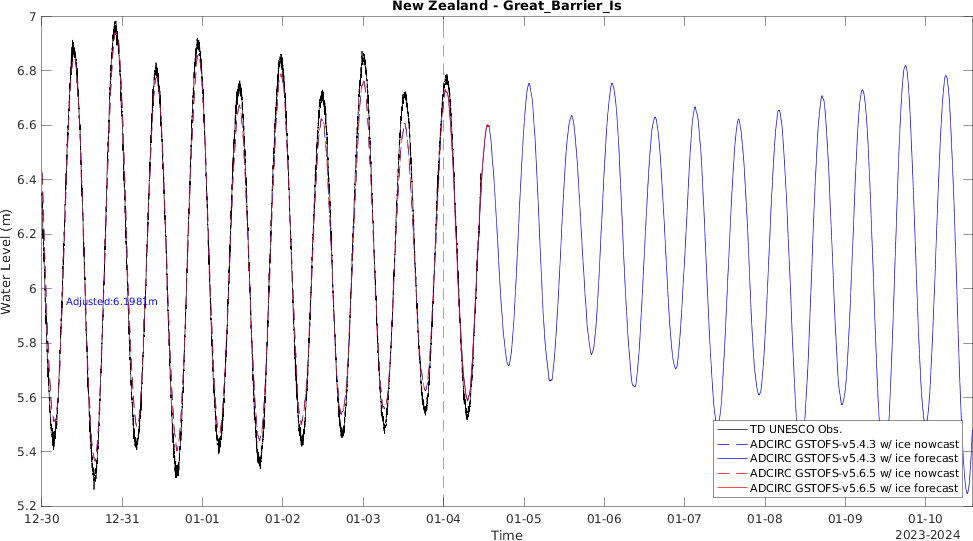 New Zealand - Great_Barrier_Is
7
6.8
6.6
6.4
6.2
6
5.8
5.6
5.4
5.2
Water Level (m)
Adjusted:6.1981m
TD UNESCO Obs.
ADCIRC GSTOFS-v5.4.3 w/ ice nowcast
ADCIRC GSTOFS-v5.4.3 w/ ice forecast
ADCIRC GSTOFS-v5.6.5 w/ ice nowcast
ADCIRC GSTOFS-v5.6.5 w/ ice forecast
12-30 12-31 01-01 01-02 01-03 01-04 01-05 01-06 01-07 01-08 01-09 01-10
Time
2023-2024